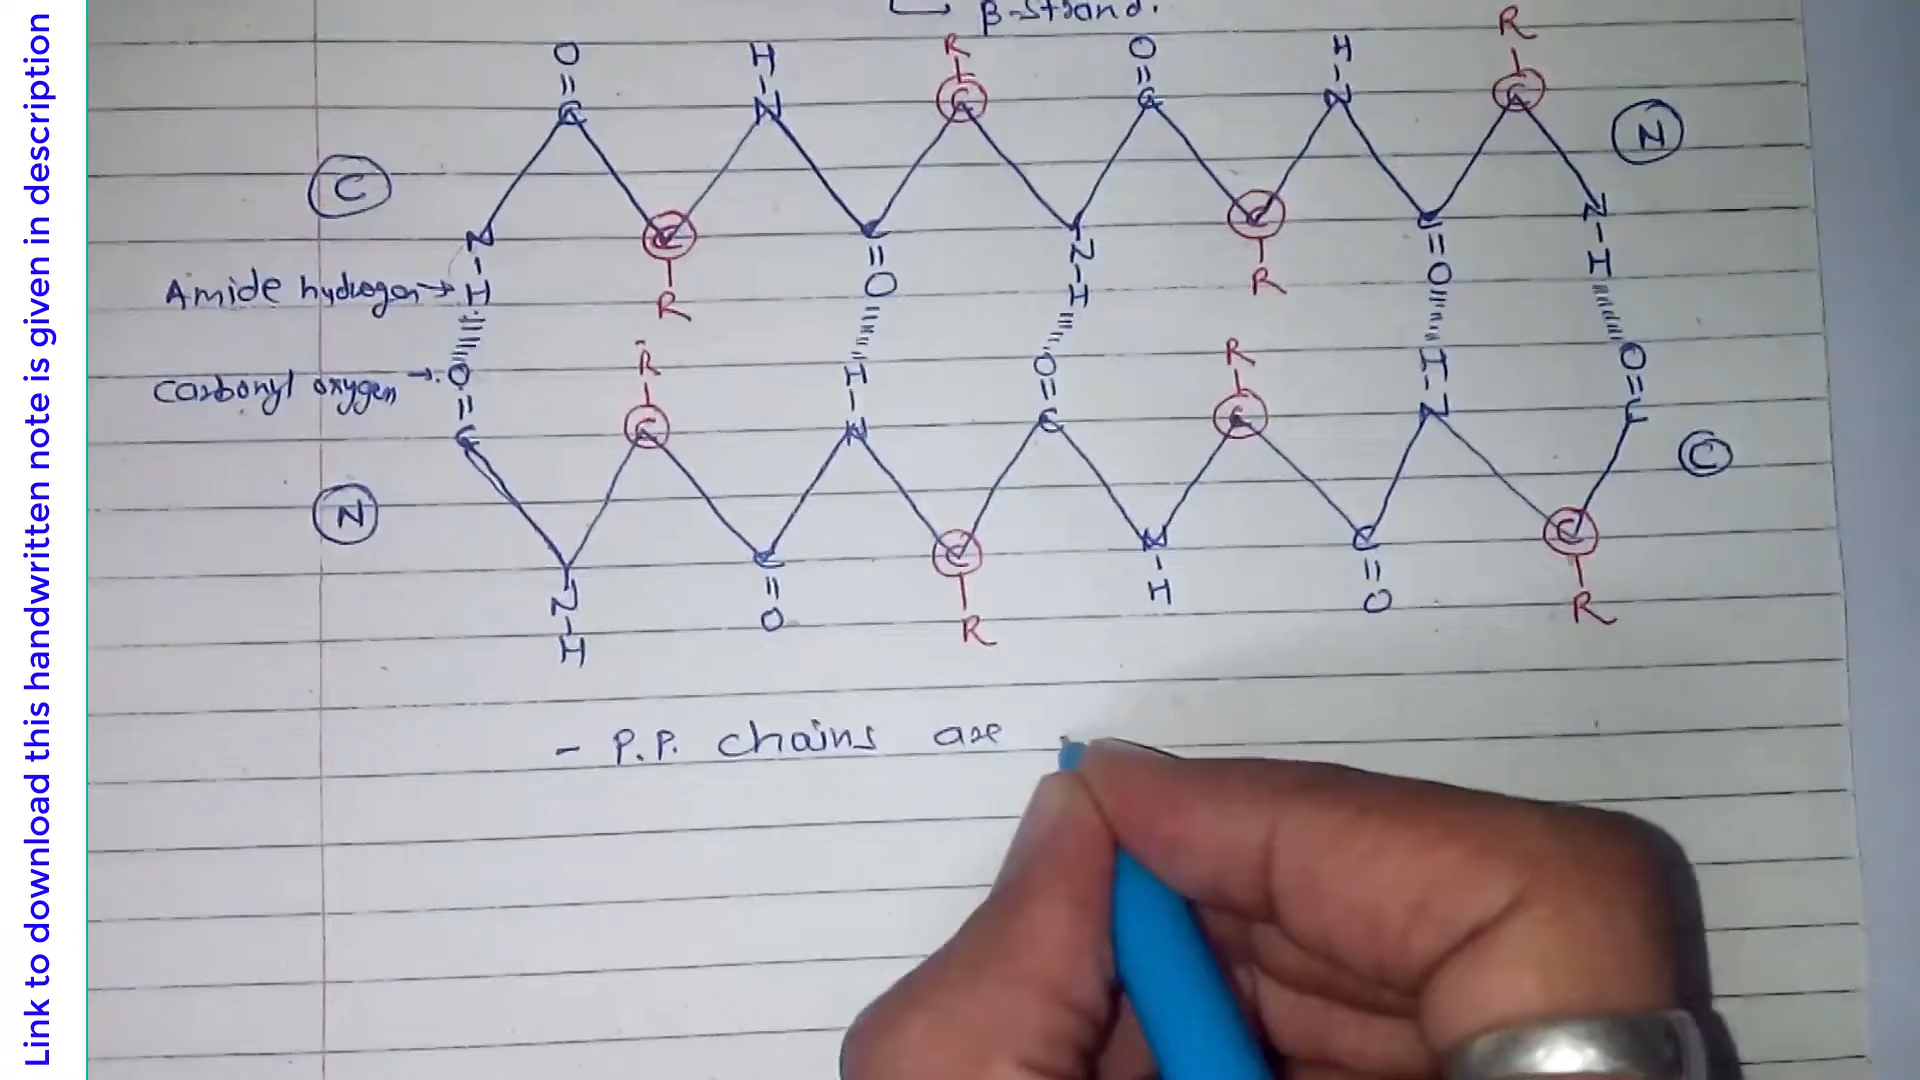 Link to download this handwritten note is given in description
β-strand.
O H R O H R
C N C C N C
C N
N C C N C C N
H R O H R O H
Amide hydrogen →
Carbonyl oxygen →
O R H O R H O
C C N C C N C
N C
N C C N C C
H O R H O R
- P.P. chains are